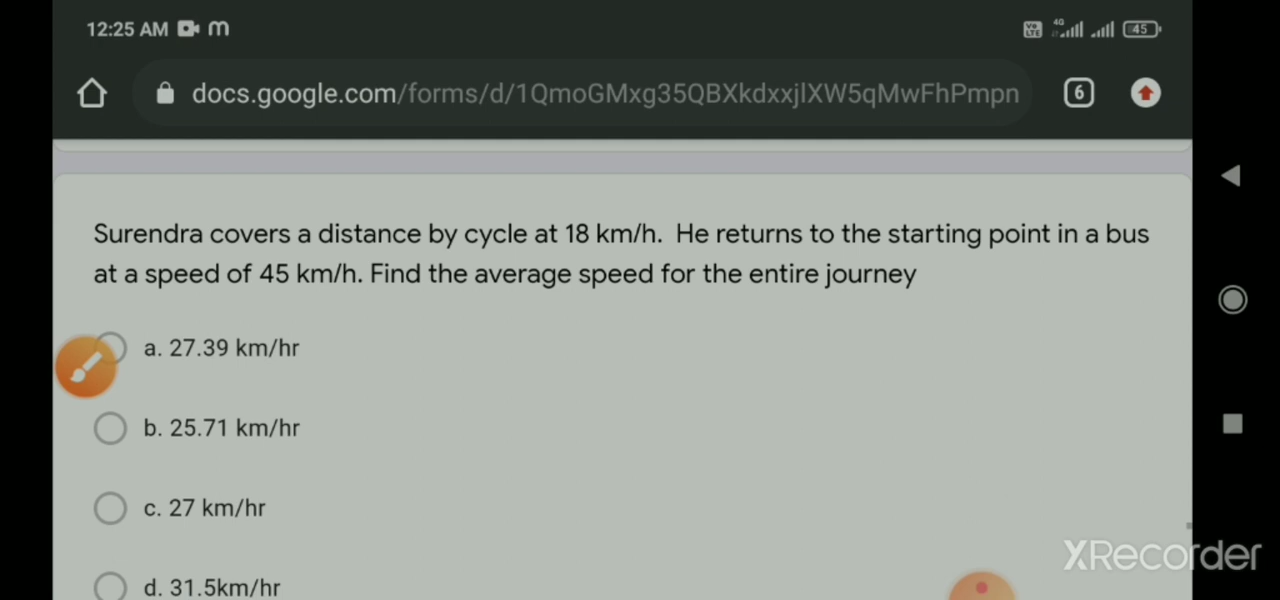 12:25 AM m
4G 45
docs.google.com/forms/d/1QmoGMxg35QBXkdxxjlXW5qMwFhPmpn 6
Surendra covers a distance by cycle at 18 km/h. He returns to the starting point in a bus
at a speed of 45 km/h. Find the average speed for the entire journey
a. 27.39 km/hr
b. 25.71 km/hr
c. 27 km/hr
d. 31.5km/hr
XRecorder